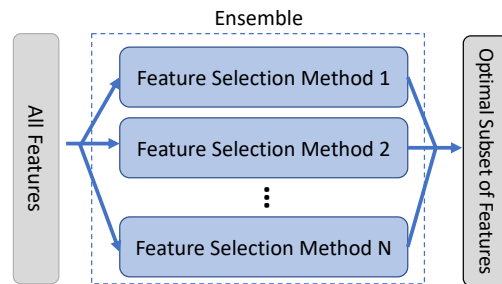 Ensemble
All Features
Feature Selection Method 1
Feature Selection Method 2
Feature Selection Method N
Optimal Subset of Features